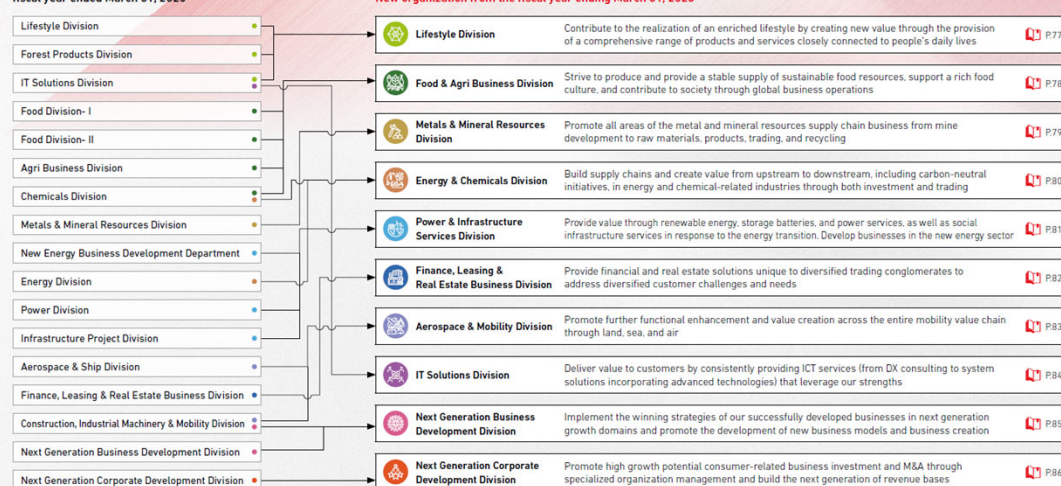 fiscal year ended March 31, 2025
New organization from the fiscal year ending March 31, 2026
Lifestyle Division
Forest Products Division
IT Solutions Division
Food Division- I
Food Division- II
Agri Business Division
Chemicals Division
Metals & Mineral Resources Division
New Energy Business Development Department
Energy Division
Power Division
Infrastructure Project Division
Aerospace & Ship Division
Finance, Leasing & Real Estate Business Division
Construction, Industrial Machinery & Mobility Division
Next Generation Business Development Division
Next Generation Corporate Development Division
Lifestyle Division
Contribute to the realization of an enriched lifestyle by creating new value through the provision
of a comprehensive range of products and services closely connected to people's daily lives
P.77
Food & Agri Business Division
Strive to produce and provide a stable supply of sustainable food resources, support a rich food
culture, and contribute to society through global business operations
P.78
Metals & Mineral Resources
Division
Promote all areas of the metal and mineral resources supply chain business from mine
development to raw materials, products, trading, and recycling
P.79
Energy & Chemicals Division
Build supply chains and create value from upstream to downstream, including carbon-neutral
initiatives, in energy and chemical-related industries through both investment and trading
P.80
Power & Infrastructure
Services Division
Provide value through renewable energy, storage batteries, and power services, as well as social
infrastructure services in response to the energy transition. Develop businesses in the new energy sector
P.81
Finance, Leasing &
Real Estate Business Division
Provide financial and real estate solutions unique to diversified trading conglomerates to
address diversified customer challenges and needs
P.82
Aerospace & Mobility Division
Promote further functional enhancement and value creation across the entire mobility value chain
through land, sea, and air
P.83
IT Solutions Division
Deliver value to customers by consistently providing ICT services (from DX consulting to system
solutions incorporating advanced technologies) that leverage our strengths
P.84
Next Generation Business
Development Division
Implement the winning strategies of our successfully developed businesses in next generation
growth domains and promote the development of new business models and business creation
P.85
Next Generation Corporate
Development Division
Promote high growth potential consumer-related business investment and M&A through
specialized organization management and build the next generation of revenue bases
P.86